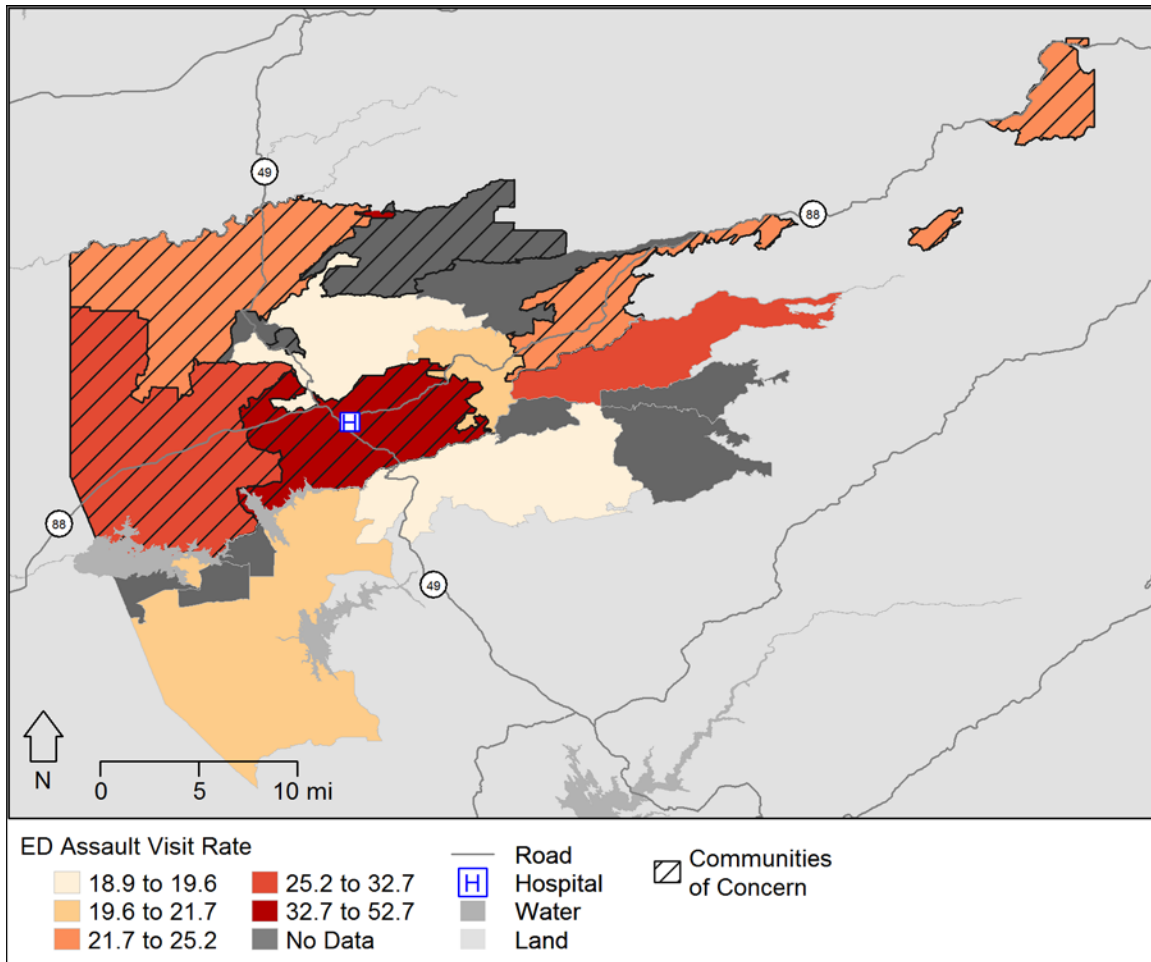 49
88
H
88
49
N
0 5 10 mi
ED Assault Visit Rate
18.9 to 19.6
19.6 to 21.7
21.7 to 25.2
25.2 to 32.7
32.7 to 52.7
No Data
Road
H Hospital
Water
Land
Communities
of Concern